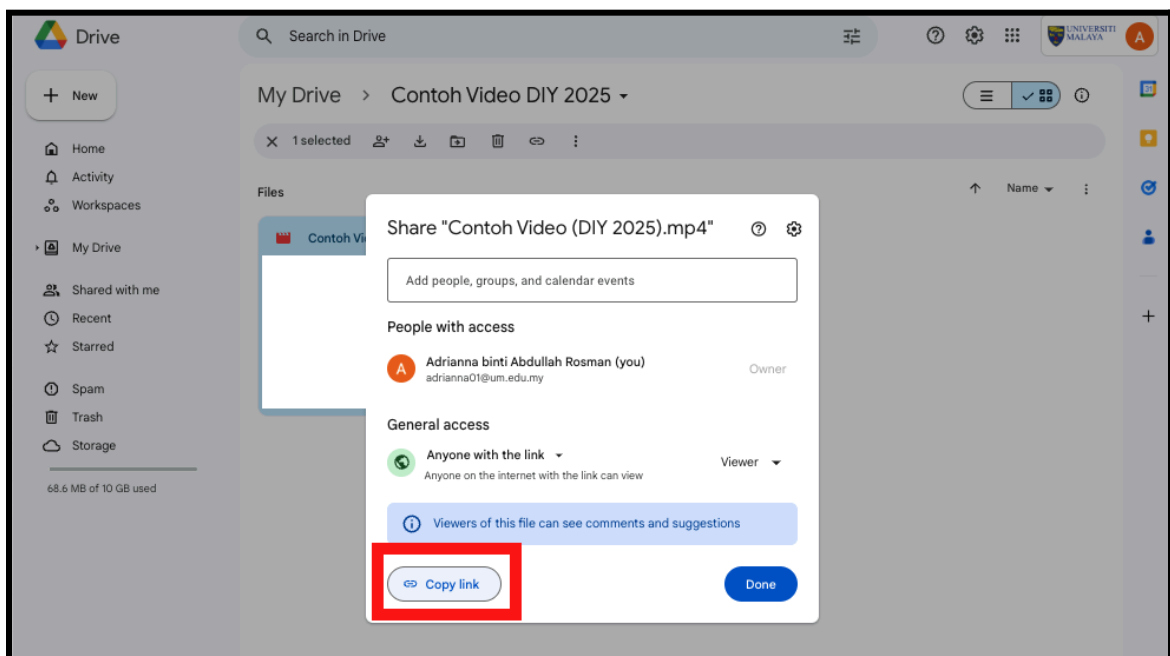 Drive
Search in Drive
UNIVERSITI
MALAYA
A
New
My Drive > Contoh Video DIY 2025
31
1 selected
Home
Activity
Workspaces
My Drive
Shared with me
Recent
Starred
Spam
Trash
Storage
68.6 MB of 10 GB used
Files
Name
Contoh Vi
Share "Contoh Video (DIY 2025).mp4"
Add people, groups, and calendar events
People with access
A
Adrianna binti Abdullah Rosman (you)
adrianna01@um.edu.my
Owner
General access
Anyone with the link
Anyone on the internet with the link can view
Viewer
Viewers of this file can see comments and suggestions
Copy link
Done